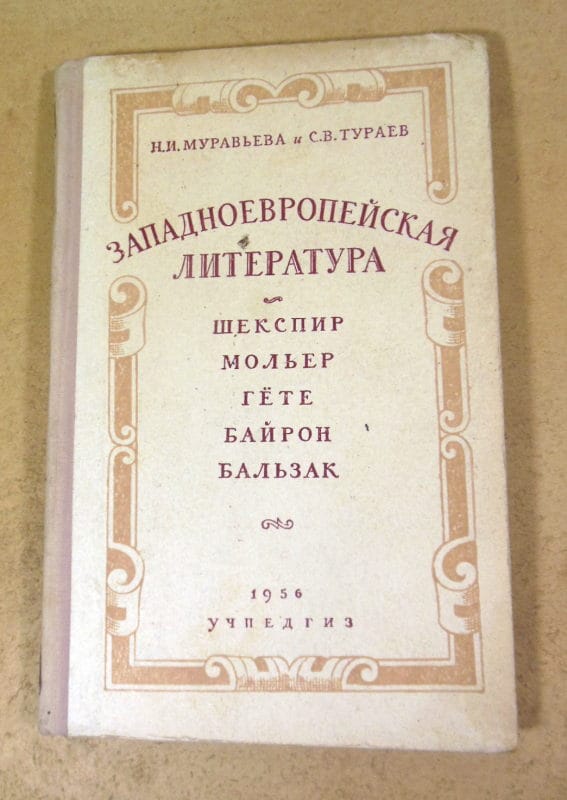 Н.И. МУРАВЬЕВА и С.В. ТУРАЕВ
ЗАПАДНОЕВРОПЕЙСКАЯ
ЛИТЕРАТУРА
ШЕКСПИР
МОЛЬЕР
ГЁТЕ
БАЙРОН
БАЛЬЗАК
1956
УЧПЕДГИЗ